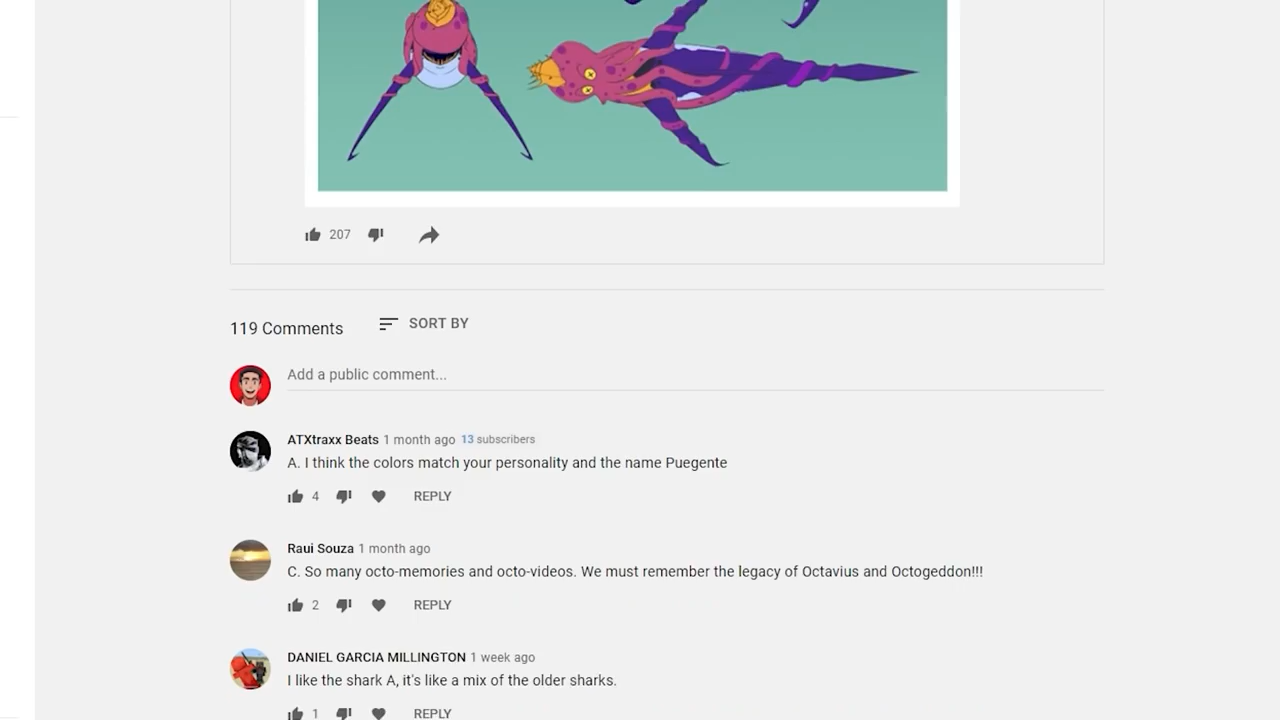 207
119 Comments
SORT BY
Add a public comment...
ATXtraxx Beats 1 month ago 13 subscribers
A. I think the colors match your personality and the name Puegente
4 REPLY
Raui Souza 1 month ago
C. So many octo-memories and octo-videos. We must remember the legacy of Octavius and Octogeddon!!!
2 REPLY
DANIEL GARCIA MILLINGTON 1 week ago
I like the shark A, it's like a mix of the older sharks.
1 REPLY